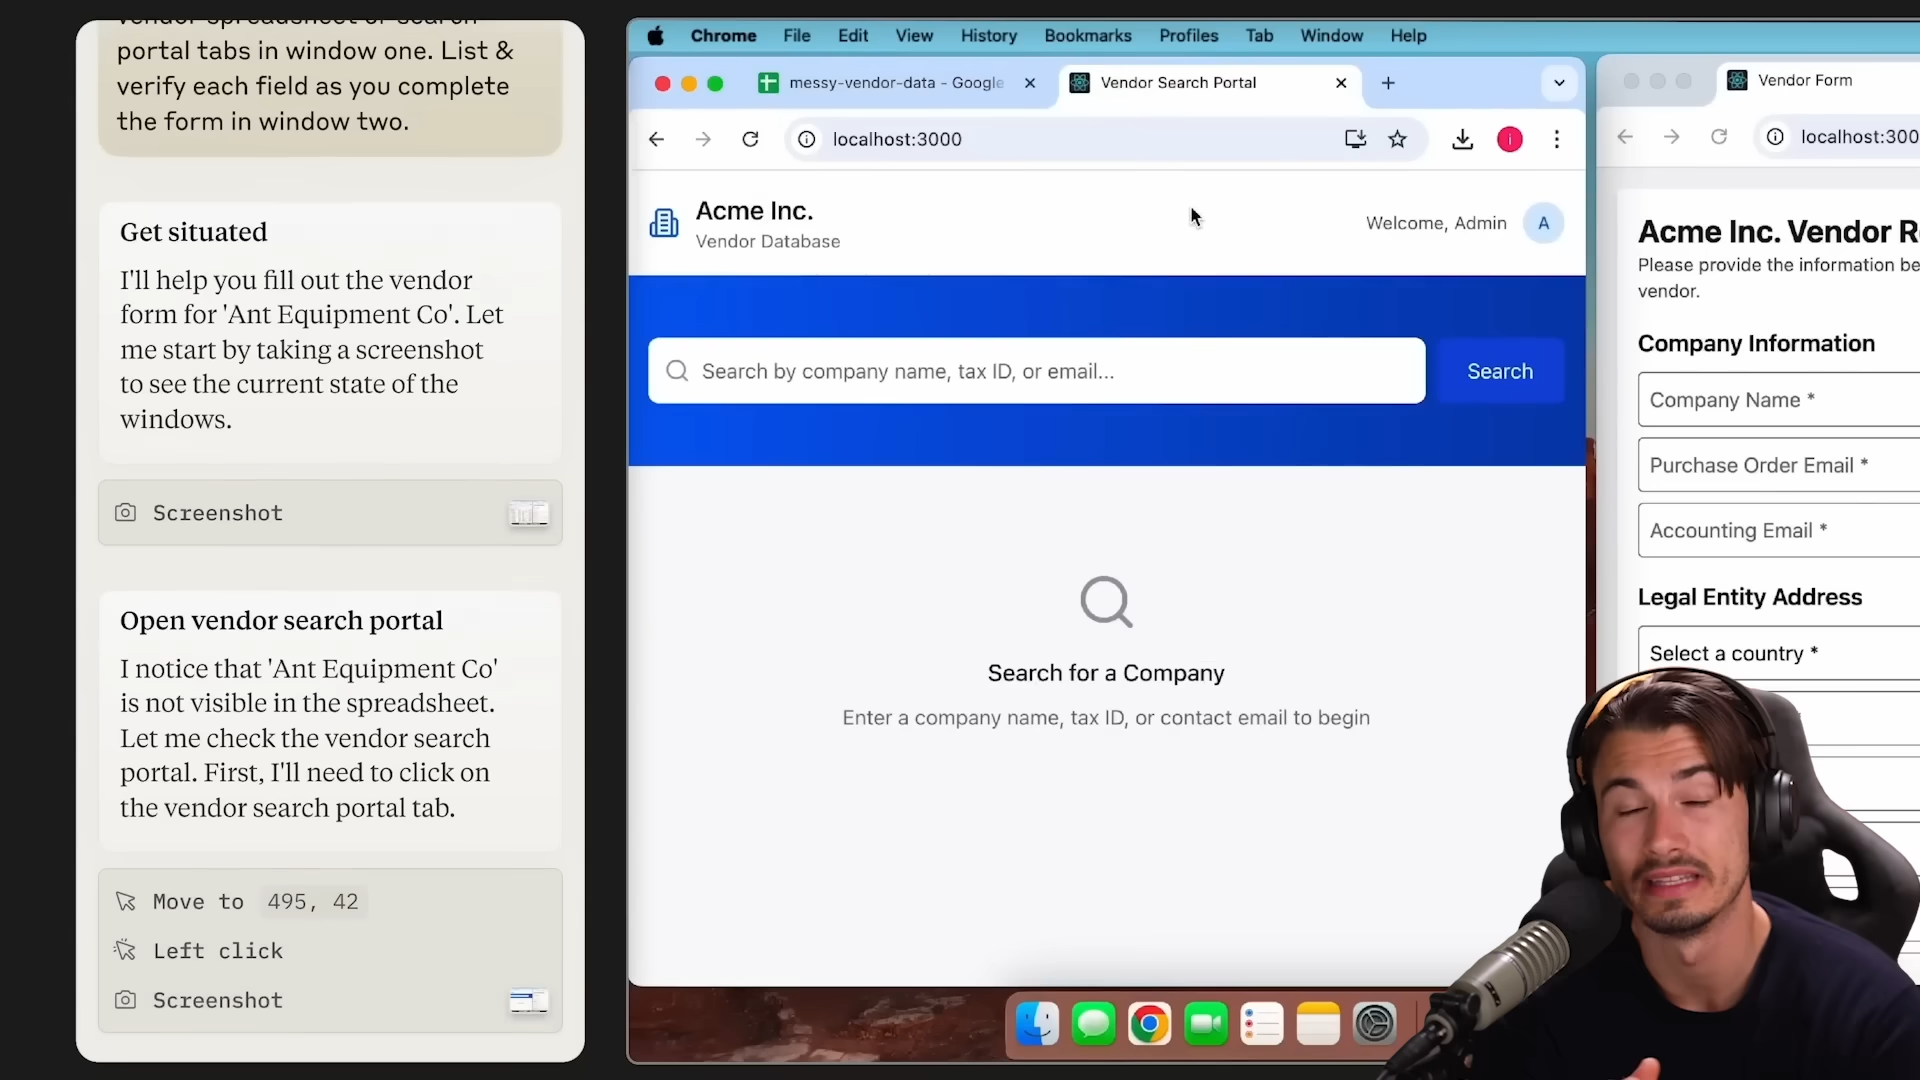 vendor spreadsheet or search
portal tabs in window one. List &
verify each field as you complete
the form in window two.
Get situated
I'll help you fill out the vendor
form for 'Ant Equipment Co'. Let
me start by taking a screenshot
to see the current state of the
windows.
Screenshot
Open vendor search portal
I notice that 'Ant Equipment Co'
is not visible in the spreadsheet.
Let me check the vendor search
portal. First, I'll need to click on
the vendor search portal tab.
Move to 495, 42
Left click
Screenshot
Chrome File Edit View History Bookmarks Profiles Tab Window Help
messy-vendor-data - Google
Vendor Search Portal
localhost:3000
Acme Inc.
Vendor Database
Welcome, Admin
A
Search by company name, tax ID, or email...
Search
Search for a Company
Enter a company name, tax ID, or contact email to begin
Vendor Form
localhost:300
Acme Inc. Vendor R
Please provide the information be
vendor.
Company Information
Company Name *
Purchase Order Email *
Accounting Email *
Legal Entity Address
Select a country *